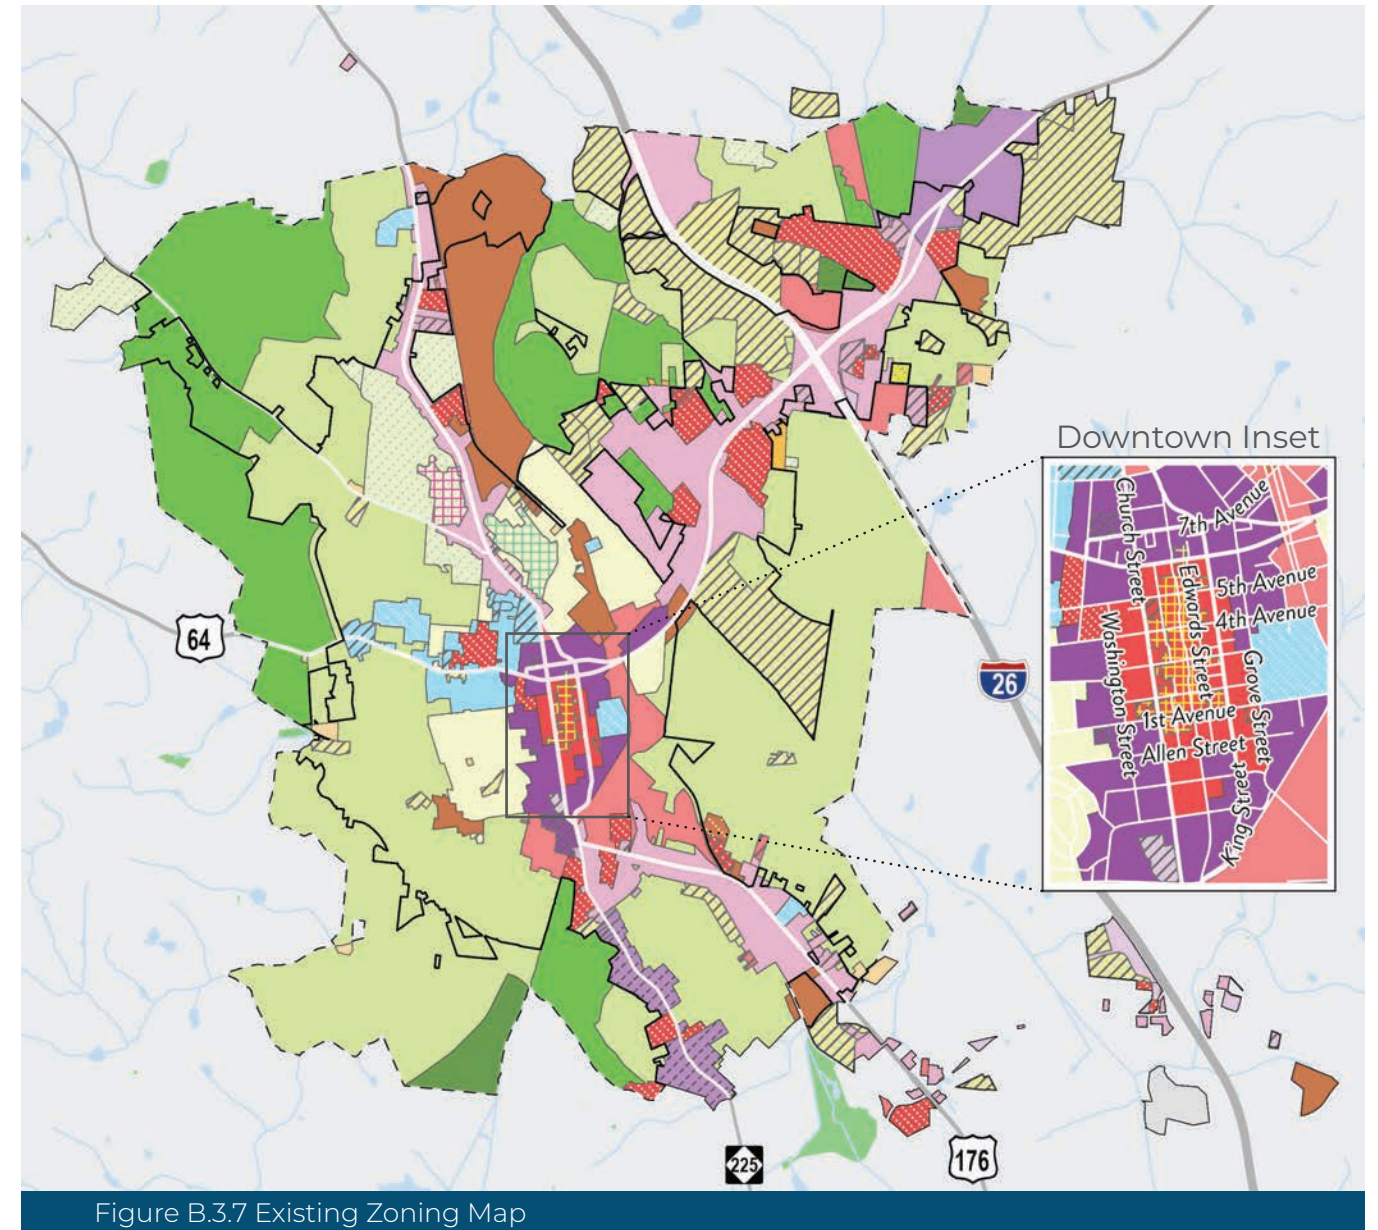 Downtown Inset
Church Street
7th Avenue
Edwards Street
5th Avenue
4th Avenue
Washington Street
Grove Street
1st Avenue
Allen Street
King Street
64
26
225
176
Figure B.3.7 Existing Zoning Map